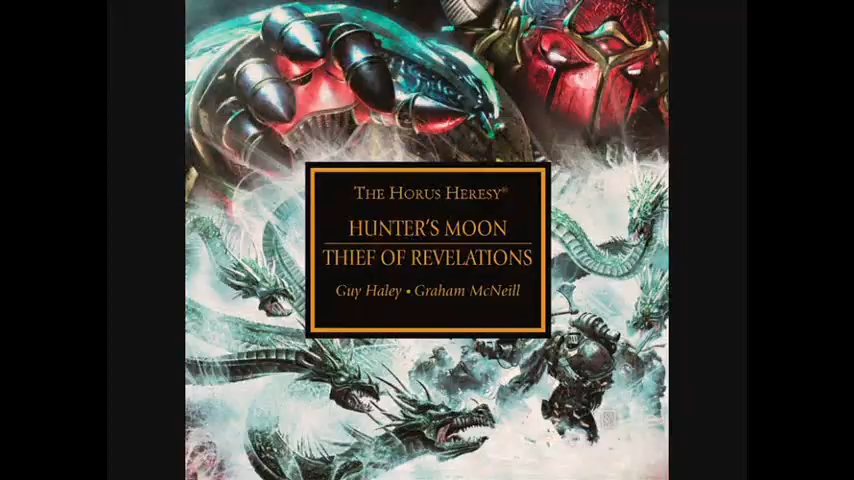 THE HORUS HERESY®
HUNTER'S MOON
THIEF OF REVELATIONS
Guy Haley • Graham McNeill